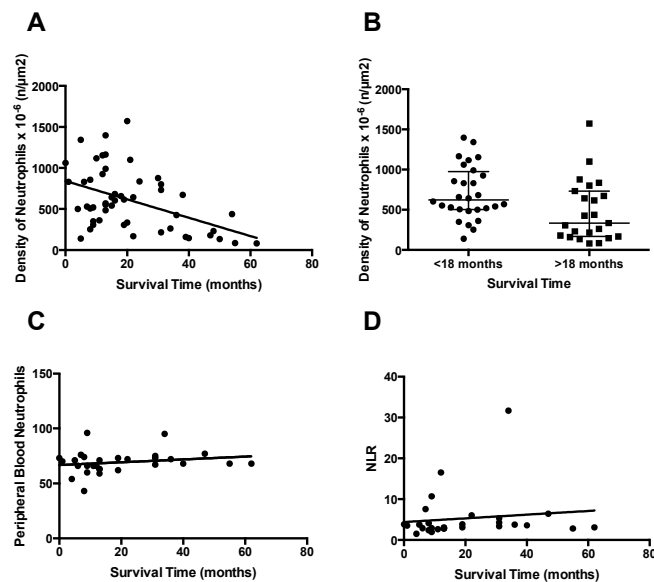 A
Density of Neutrophils x 10-6 (n/µm2)
2000
1500
1000
500
0
0 20 40 60 80
Survival Time (months)
B
Density of Neutrophils x 10-6 (n/µm2)
2000
1500
1000
500
0
<18 months >18 months
Survival Time
C
Peripheral Blood Neutrophils
150
100
50
0 20 40 60 80
Survival Time (months)
D
NLR
40
30
20
10
0
0 20 40 60 80
Survival Time (months)